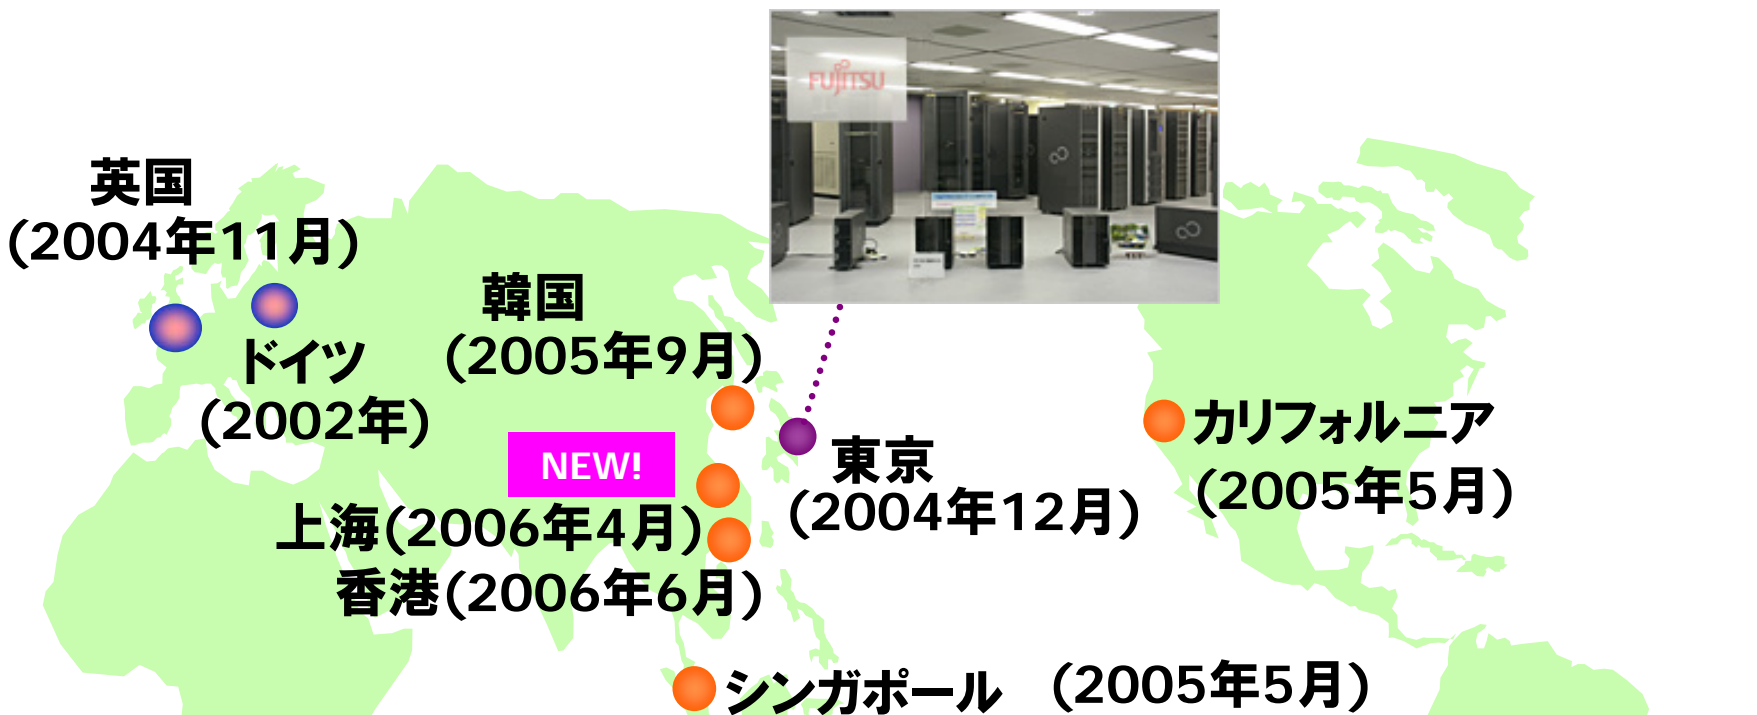 FUJITSU
英国
(2004年11月)
韓国
(2005年9月)
ドイツ
(2002年)
NEW!
カリフォルニア
(2005年5月)
東京
(2004年12月)
上海(2006年4月)
香港(2006年6月)
シンガポール (2005年5月)